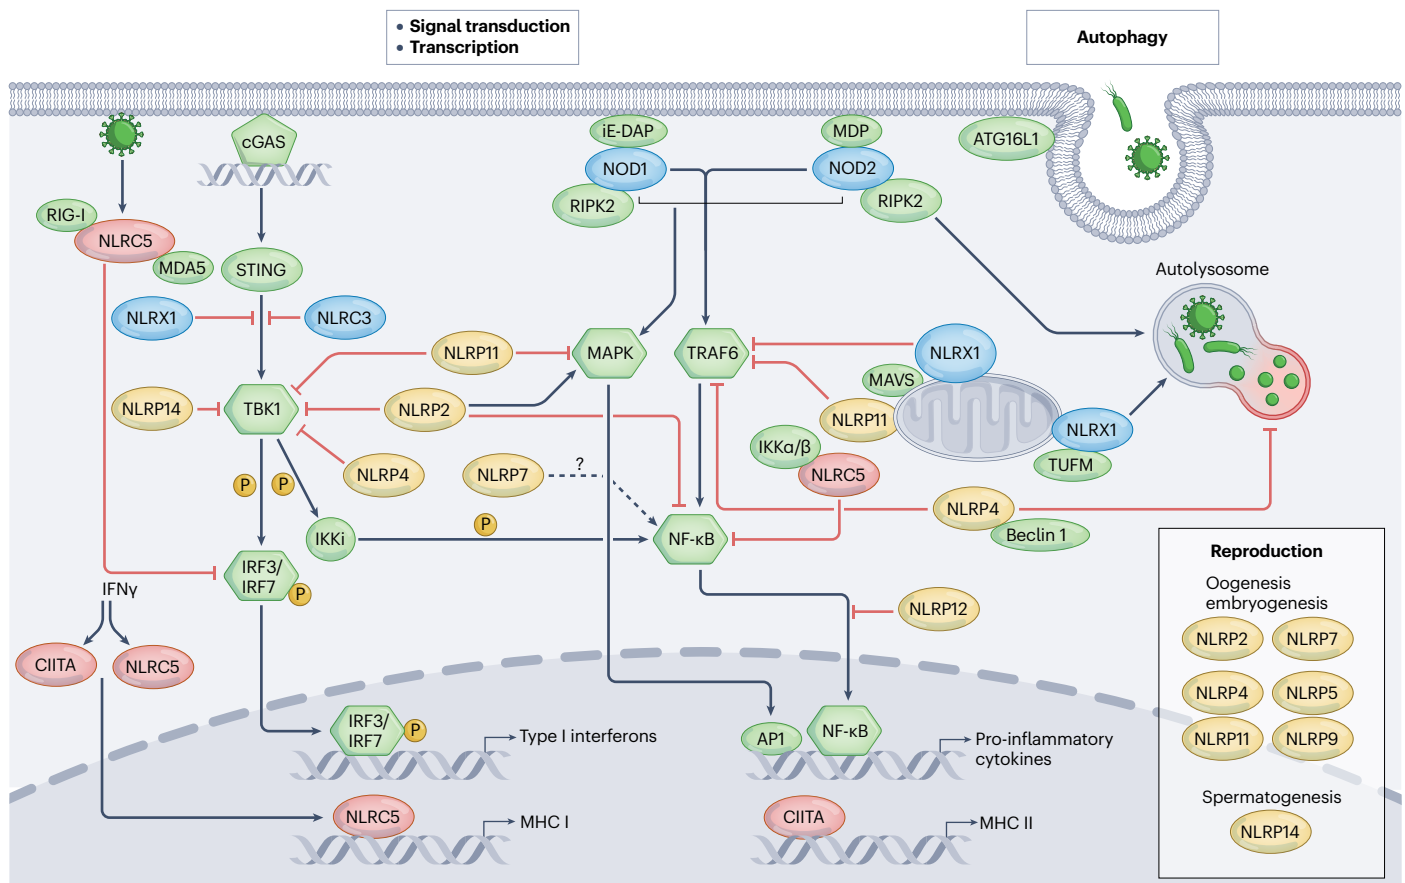 • Signal transduction
• Transcription
Autophagy
cGAS
iE-DAP
NOD1
RIPK2
MDP
NOD2
RIPK2
ATG16L1
RIG-I
NLRC5
MDA5
STING
Autolysosome
NLRX1
NLRC3
NLRP11
MAPK
TRAF6
NLRX1
MAVS
NLRP14
TBK1
NLRP2
NLRP11
NLRX1
TUFM
IKKα/β
NLRC5
NLRP4
NLRP7
?
P
P
P
NLRP4
Beclin 1
IKKi
NF-κB
IRF3/
IRF7
P
IFNγ
NLRP12
CIITA
NLRC5
IRF3/
IRF7
P
Type I interferons
AP1
NF-κB
Pro-inflammatory
cytokines
NLRC5
MHC I
CIITA
MHC II
Reproduction
Oogenesis
embryogenesis
NLRP2
NLRP7
NLRP4
NLRP5
NLRP11
NLRP9
Spermatogenesis
NLRP14